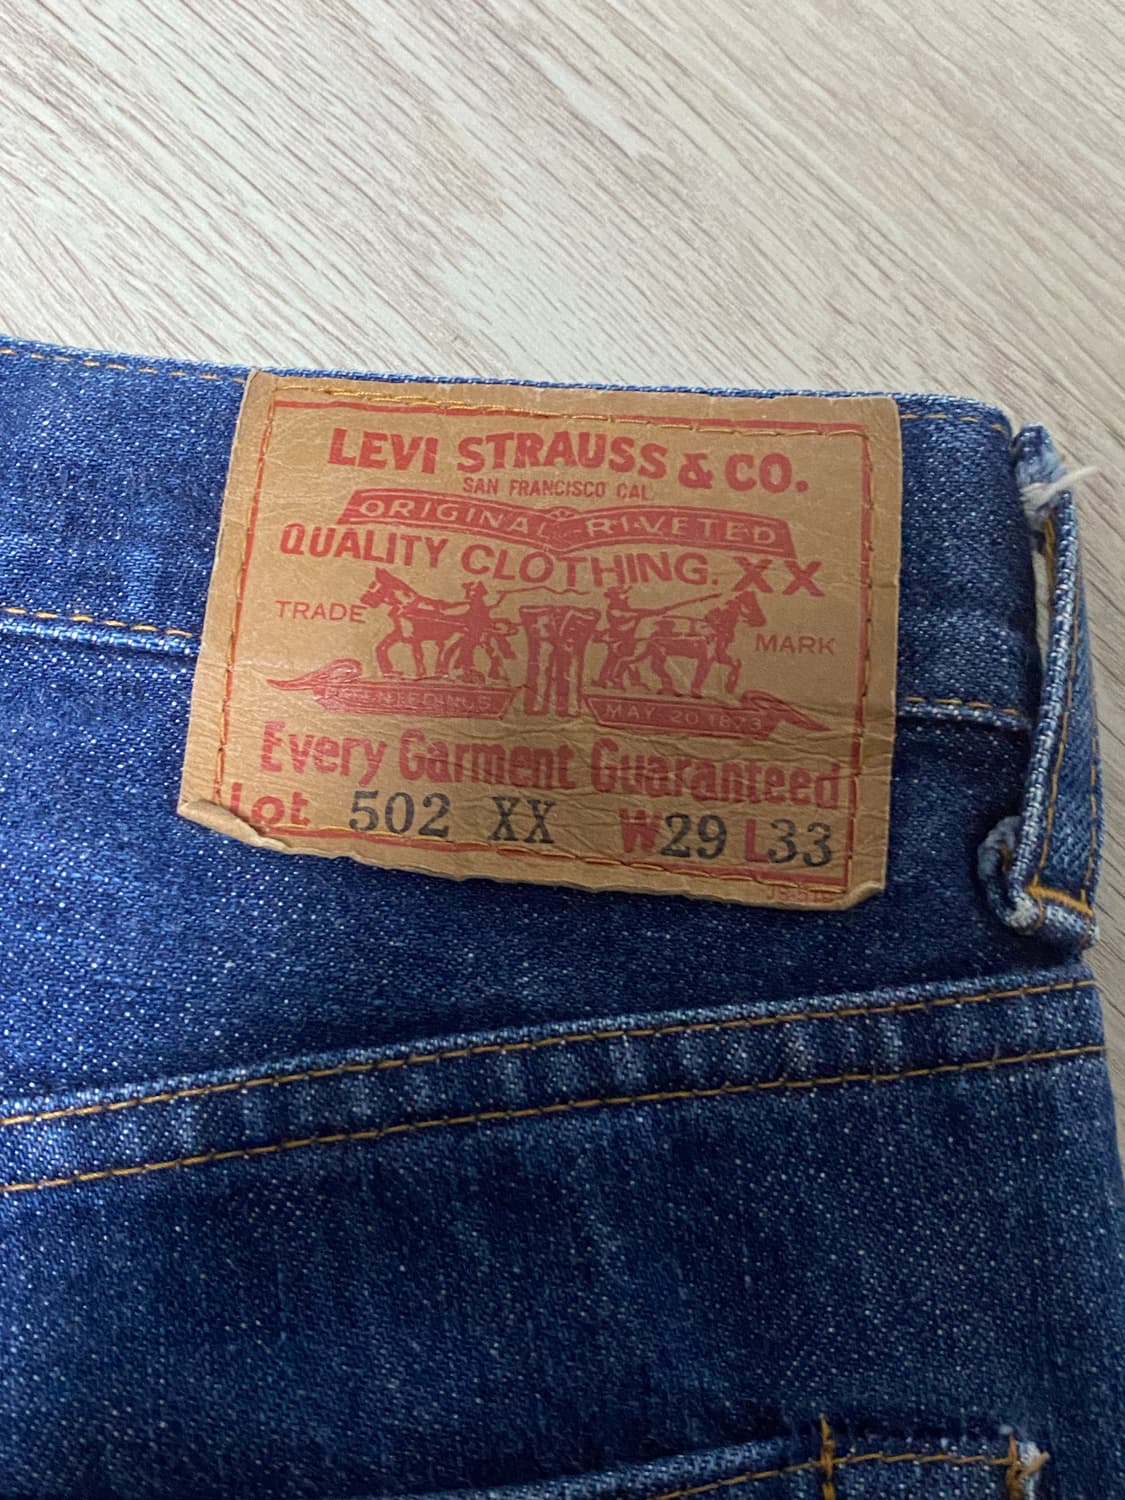 LEVI STRAUSS & CO.
SAN FRANCISCO CAL.
ORIGINAL RIVETED
QUALITY CLOTHING. XX
TRADE MARK
MAY 20 1873
Every Garment Guaranteed
Lot 502 XX W29 L33